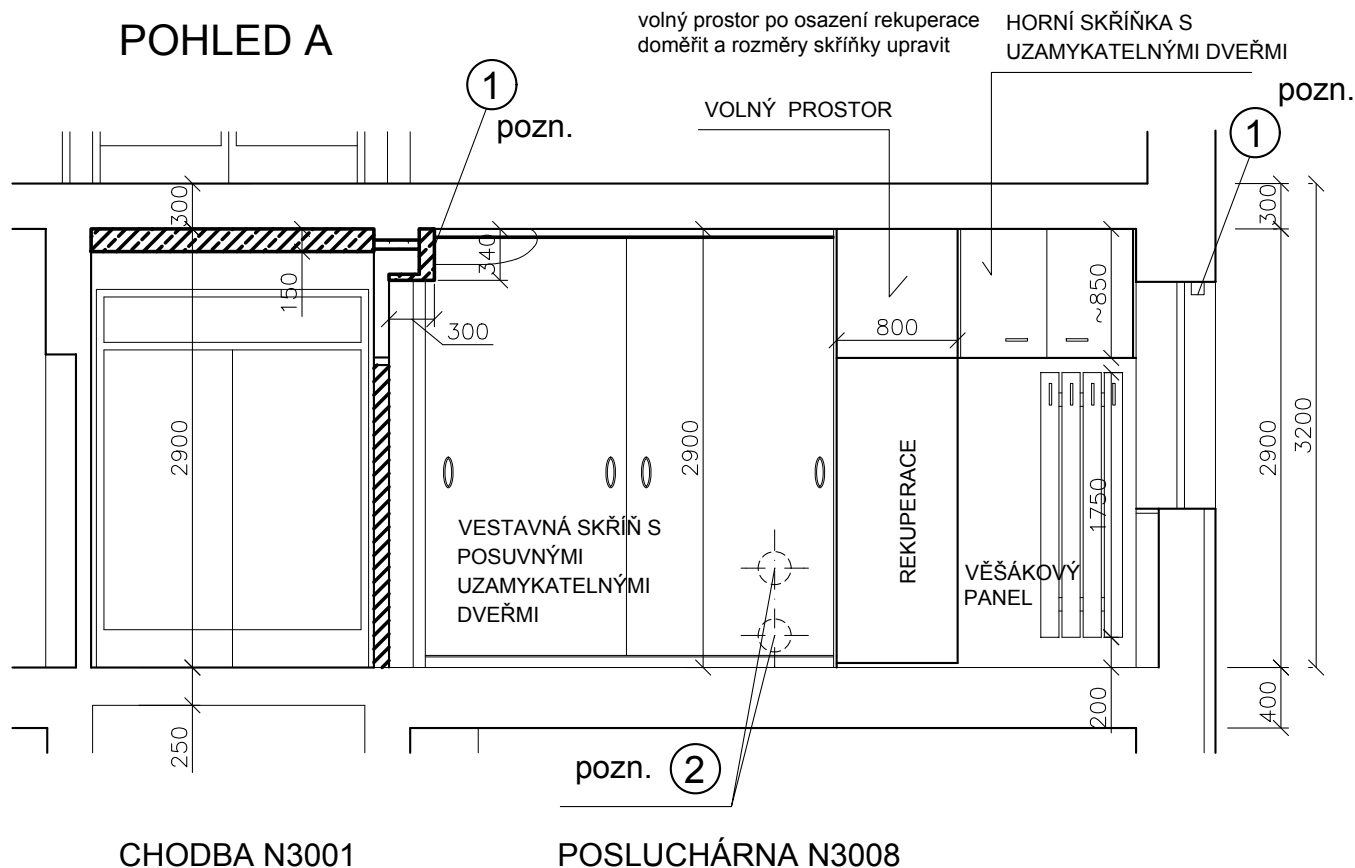 POHLED A
volný prostor po osazení rekuperace
doměřit a rozměry skříňky upravit
HORNÍ SKŘÍŇKA S
UZAMYKATELNÝMI DVEŘMI
1
pozn.
VOLNÝ PROSTOR
pozn.
1
300
150
340
300
2900
250
2900
800
~850
1750
200
300
2900
3200
400
VESTAVNÁ SKŘÍŇ S
POSUVNÝMI
UZAMYKATELNÝMI
DVEŘMI
REKUPERACE
VĚŠÁKOVÝ
PANEL
pozn. 2
CHODBA N3001
POSLUCHÁRNA N3008